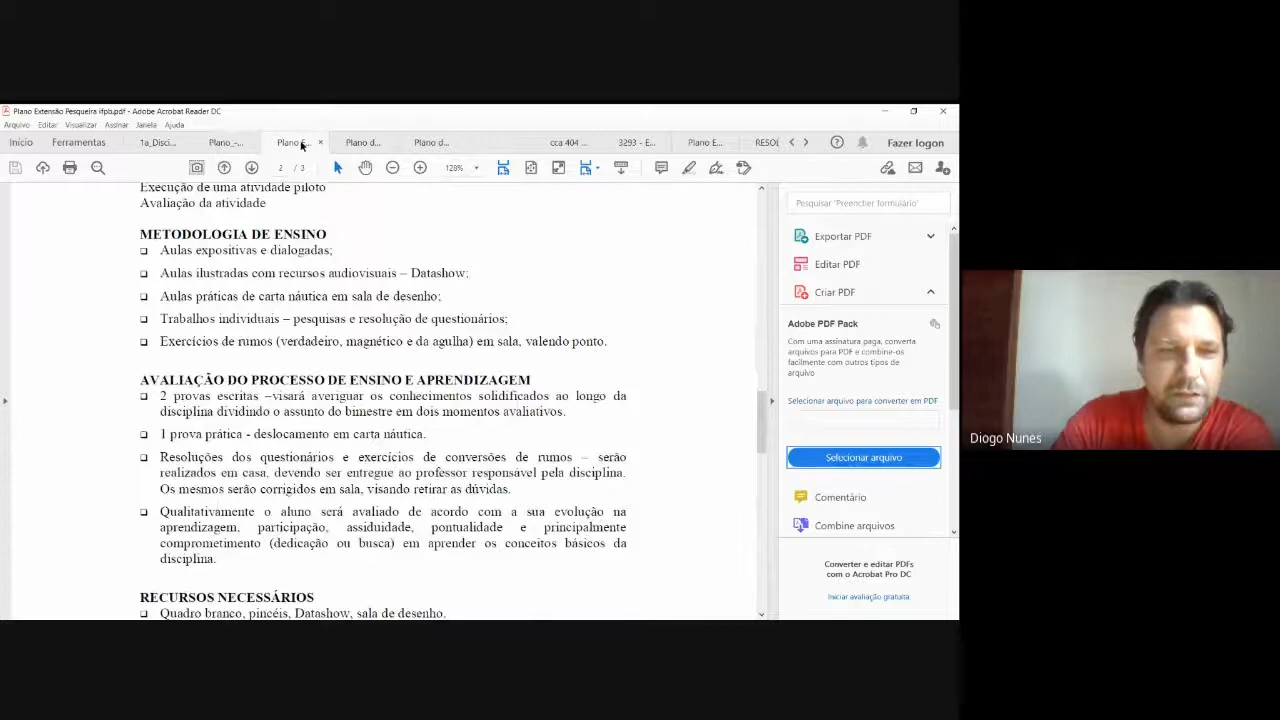 Plano Extensão Pesqueira ifpb.pdf - Adobe Acrobat Reader DC
Arquivo Editar Visualizar Assinar Janela Ajuda
Início Ferramentas 1a_Disci... Plano_-... Plano E... × Plano d... Plano d... cca 404 ... 3293 - E... Plano E... RESOL Fazer logon
2 / 3 128%
Execução de uma atividade piloto
Avaliação da atividade
METODOLOGIA DE ENSINO
Aulas expositivas e dialogadas;
Aulas ilustradas com recursos audiovisuais – Datashow;
Aulas práticas de carta náutica em sala de desenho;
Trabalhos individuais – pesquisas e resolução de questionários;
Exercícios de rumos (verdadeiro, magnético e da agulha) em sala, valendo ponto.
AVALIAÇÃO DO PROCESSO DE ENSINO E APRENDIZAGEM
2 provas escritas –visará averiguar os conhecimentos solidificados ao longo da
disciplina dividindo o assunto do bimestre em dois momentos avaliativos.
1 prova prática - deslocamento em carta náutica.
Resoluções dos questionários e exercícios de conversões de rumos – serão
realizados em casa, devendo ser entregue ao professor responsável pela disciplina.
Os mesmos serão corrigidos em sala, visando retirar as dúvidas.
Qualitativamente o aluno será avaliado de acordo com a sua evolução na
aprendizagem, participação, assiduidade, pontualidade e principalmente
comprometimento (dedicação ou busca) em aprender os conceitos básicos da
disciplina.
RECURSOS NECESSÁRIOS
Quadro branco, pincéis, Datashow, sala de desenho.
Pesquisar 'Preencher formulário'
Exportar PDF
Editar PDF
Criar PDF
Adobe PDF Pack
Com uma assinatura paga, converta
arquivos para PDF e combine-os
facilmente com outros tipos de
arquivo
Selecionar arquivo para converter em PDF
Selecionar arquivo
Comentário
Combine arquivos
Converter e editar PDFs
com o Acrobat Pro DC
Iniciar avaliação gratuita
Diogo Nunes